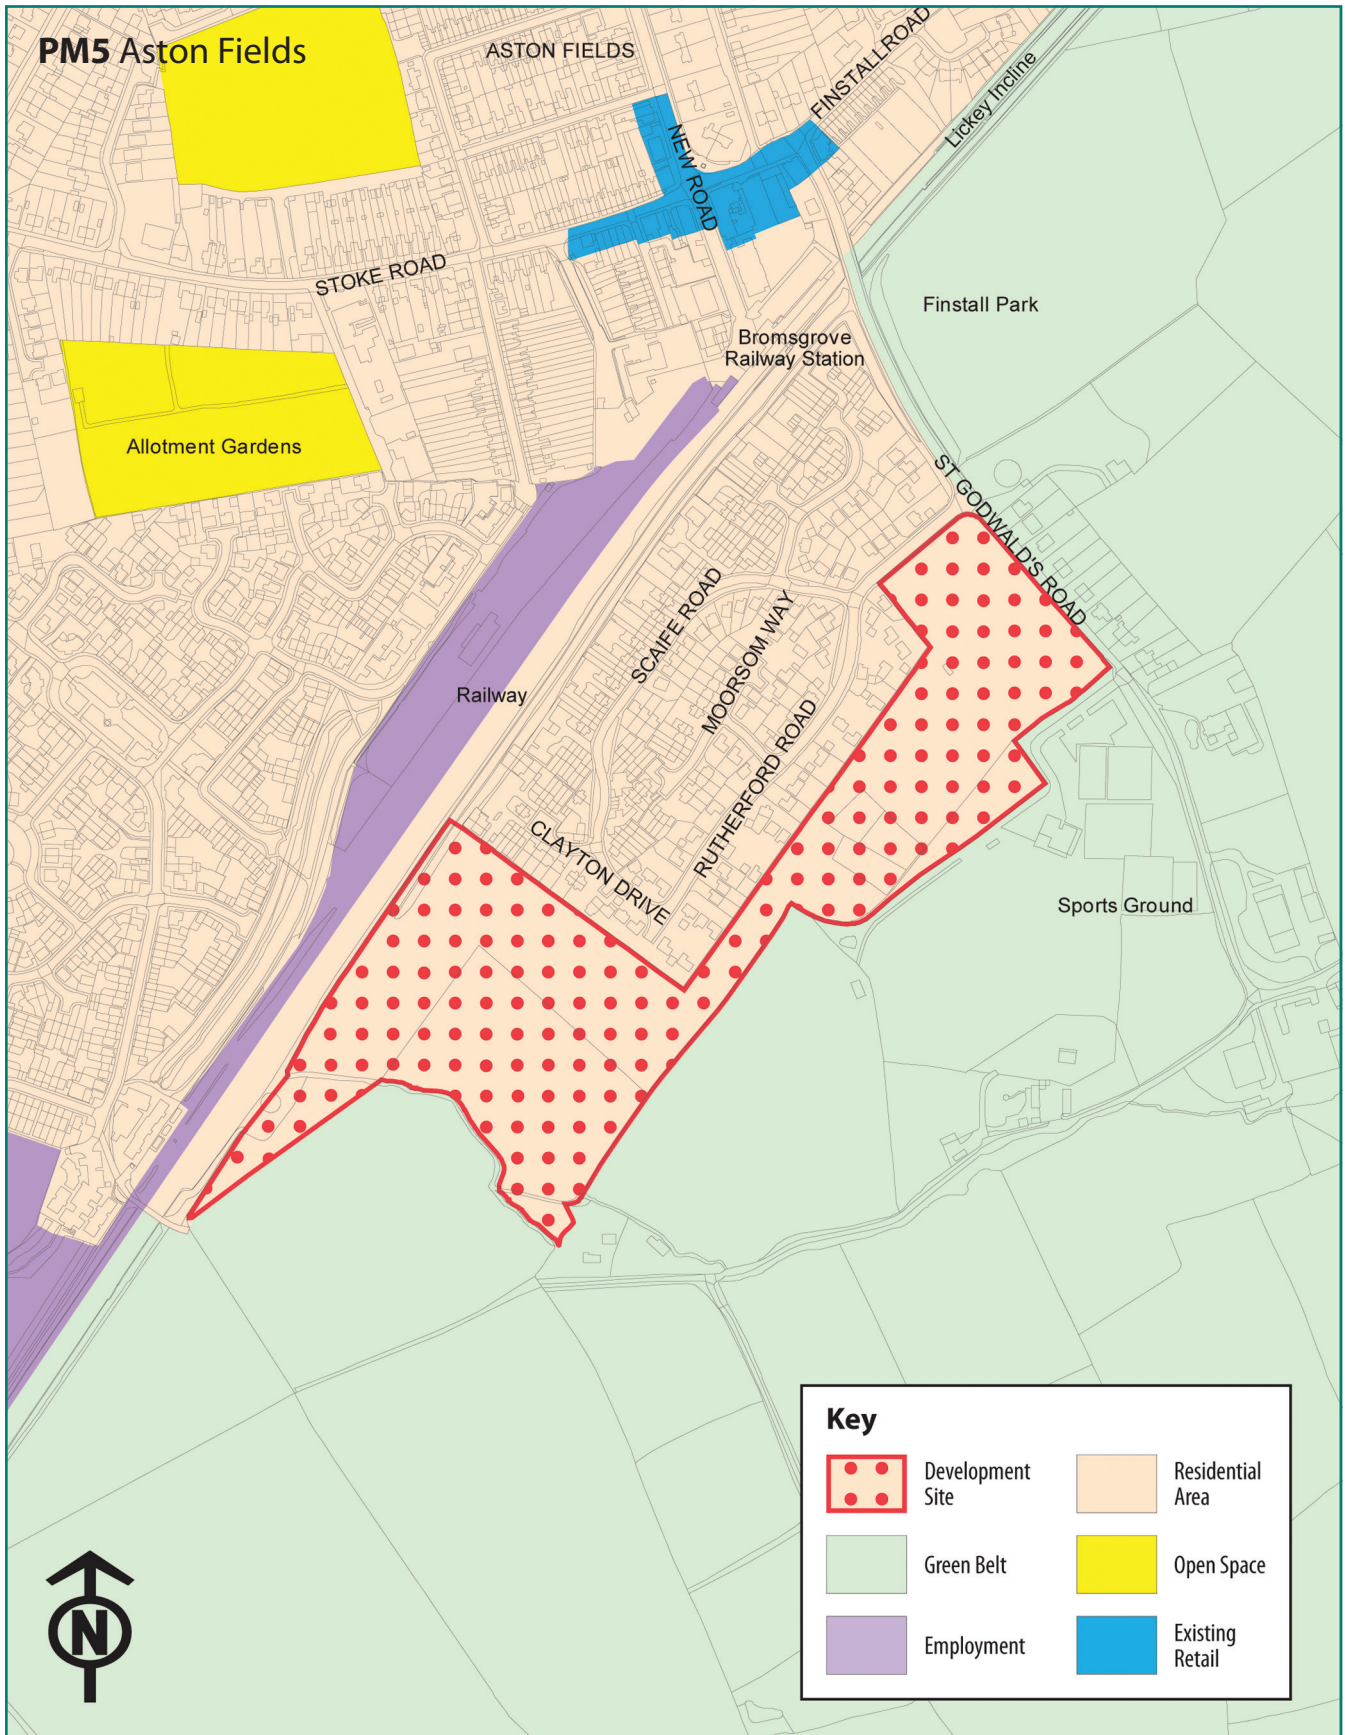 PM5 Aston Fields
ASTON FIELDS
FINSTALL ROAD
Lickey Incline
NEW ROAD
STOKE ROAD
Finstall Park
Bromsgrove
Railway Station
Allotment Gardens
ST GODWALD'S ROAD
SCAIFE ROAD
MOORSOM WAY
Railway
RUTHERFORD ROAD
CLAYTON DRIVE
Sports Ground
Key
Development
Site
Residential
Area
Green Belt
Open Space
Employment
Existing
Retail
N